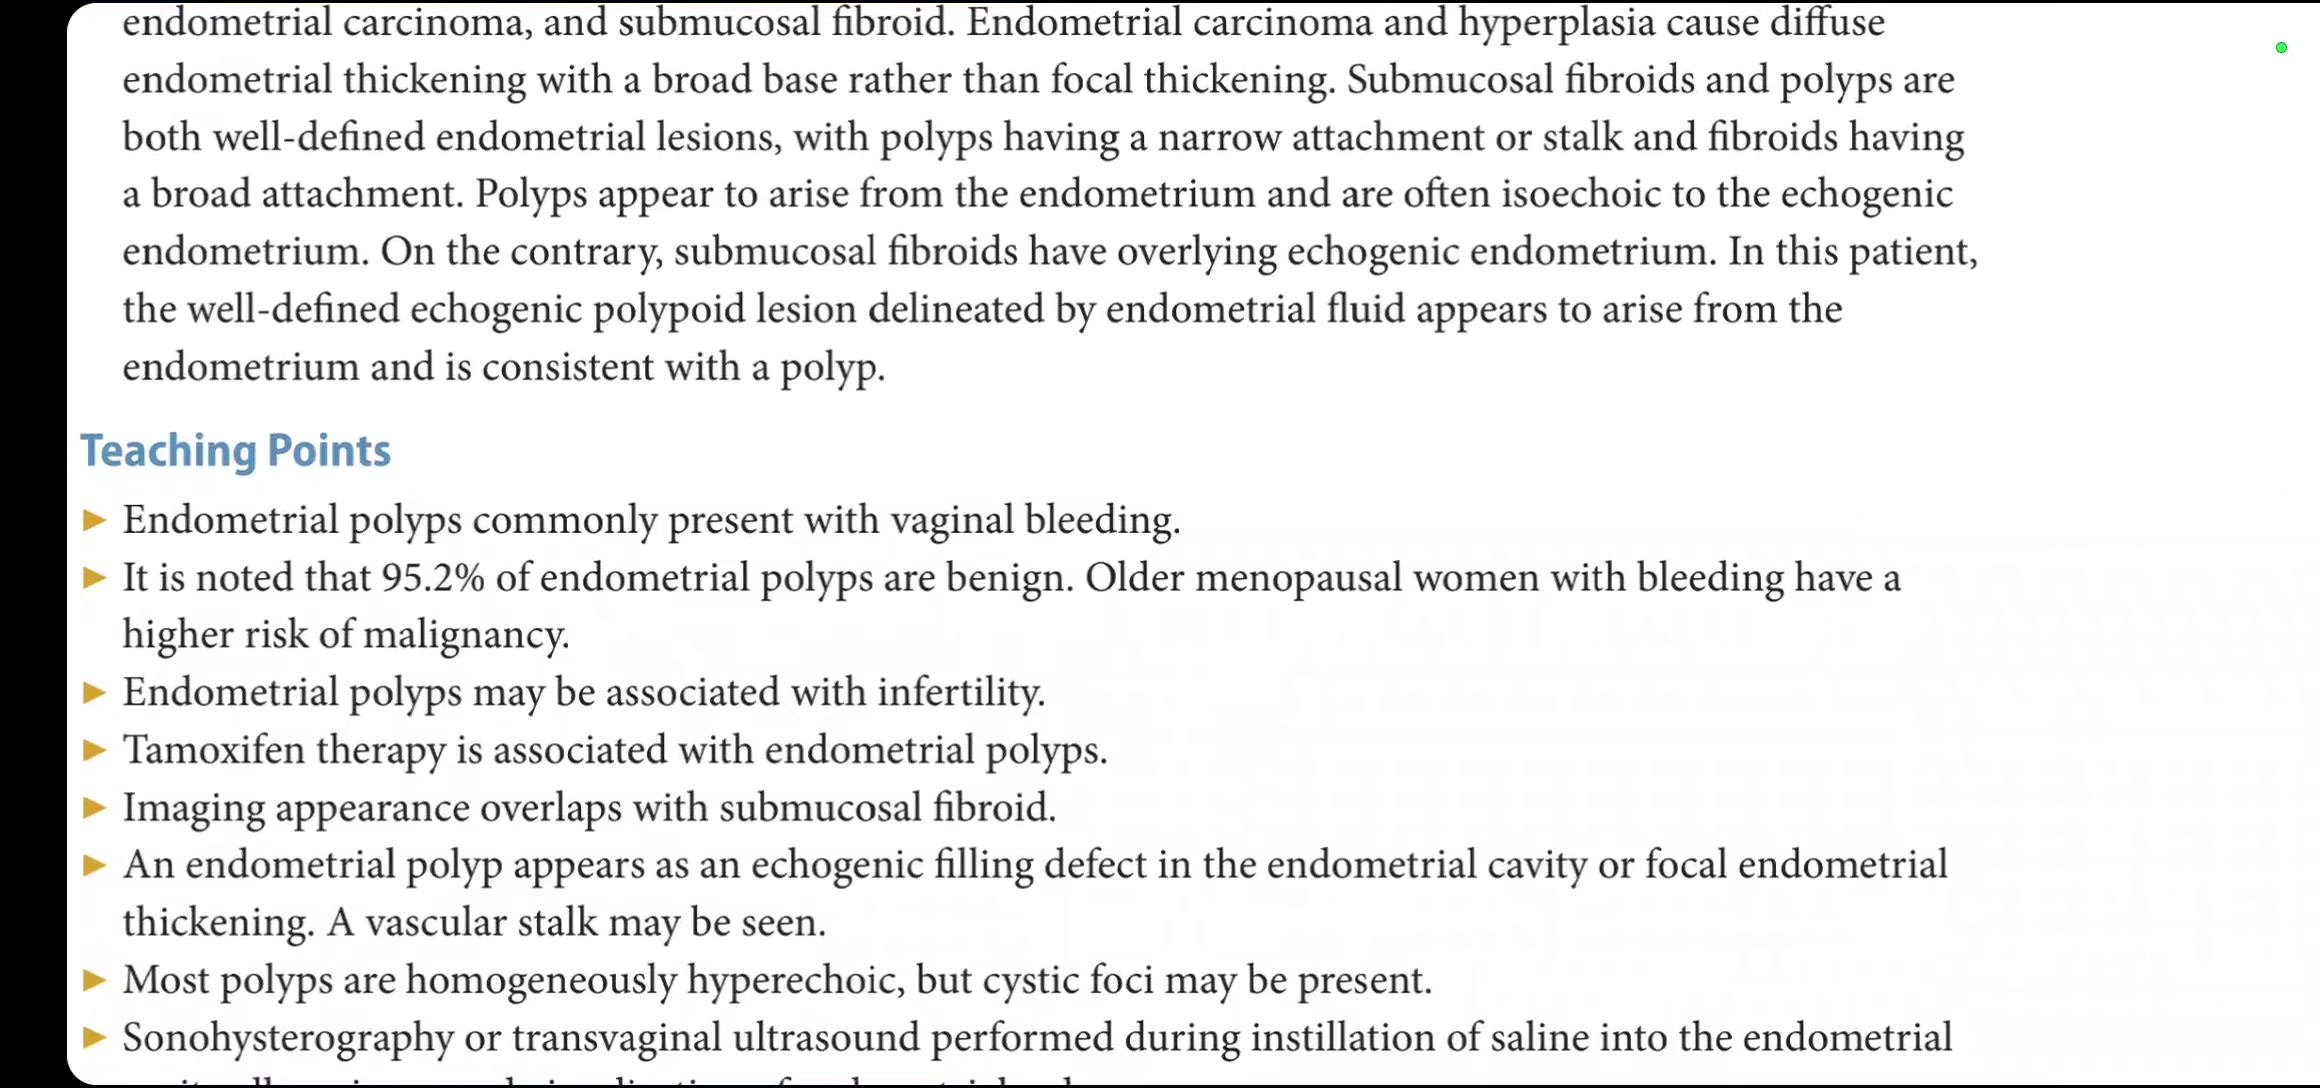 endometrial carcinoma, and submucosal fibroid. Endometrial carcinoma and hyperplasia cause diffuse
endometrial thickening with a broad base rather than focal thickening. Submucosal fibroids and polyps are
both well-defined endometrial lesions, with polyps having a narrow attachment or stalk and fibroids having
a broad attachment. Polyps appear to arise from the endometrium and are often isoechoic to the echogenic
endometrium. On the contrary, submucosal fibroids have overlying echogenic endometrium. In this patient,
the well-defined echogenic polypoid lesion delineated by endometrial fluid appears to arise from the
endometrium and is consistent with a polyp.
Teaching Points
► Endometrial polyps commonly present with vaginal bleeding.
► It is noted that 95.2% of endometrial polyps are benign. Older menopausal women with bleeding have a
higher risk of malignancy.
► Endometrial polyps may be associated with infertility.
► Tamoxifen therapy is associated with endometrial polyps.
► Imaging appearance overlaps with submucosal fibroid.
► An endometrial polyp appears as an echogenic filling defect in the endometrial cavity or focal endometrial
thickening. A vascular stalk may be seen.
► Most polyps are homogeneously hyperechoic, but cystic foci may be present.
► Sonohysterography or transvaginal ultrasound performed during instillation of saline into the endometrial